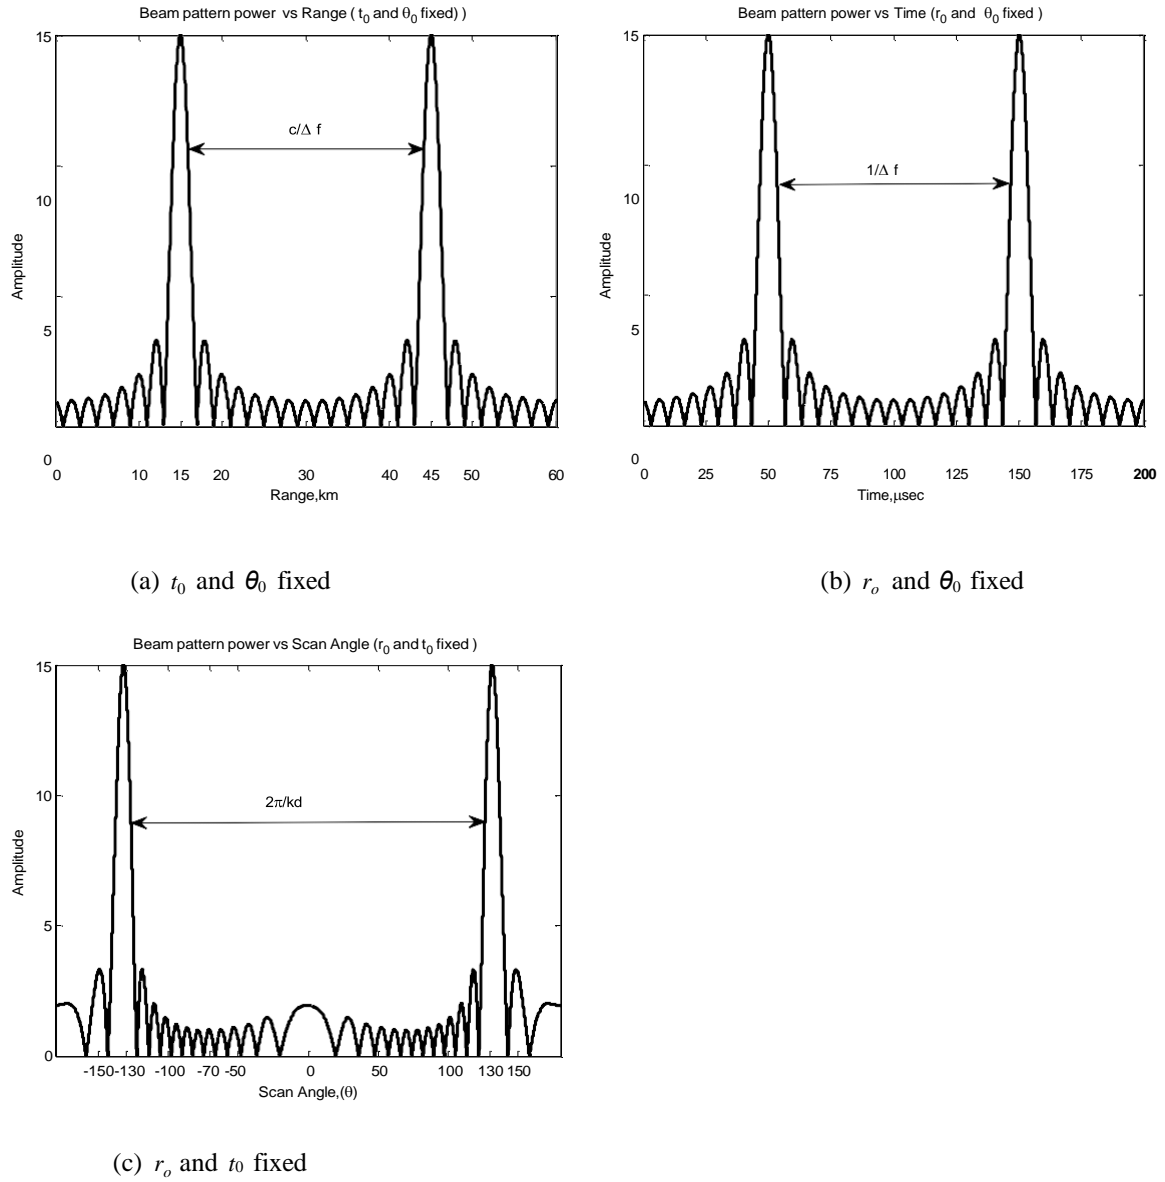 Beam pattern power vs Range ( t0 and θ0 fixed) )
15
10
5
0
Amplitude
c/Δ f
0 10 15 20 30 40 45 50 60
Range,km
(a) t0 and θ0 fixed
Beam pattern power vs Time (r0 and θ0 fixed )
15
10
5
0
Amplitude
1/Δ f
0 25 50 75 100 125 150 175 200
Time,μsec
(b) ro and θ0 fixed
Beam pattern power vs Scan Angle (r0 and t0 fixed )
15
10
5
0
Amplitude
2π/kd
-150 -130 -100 -70 -50 0 50 100 130 150
Scan Angle,(θ)
(c) ro and t0 fixed